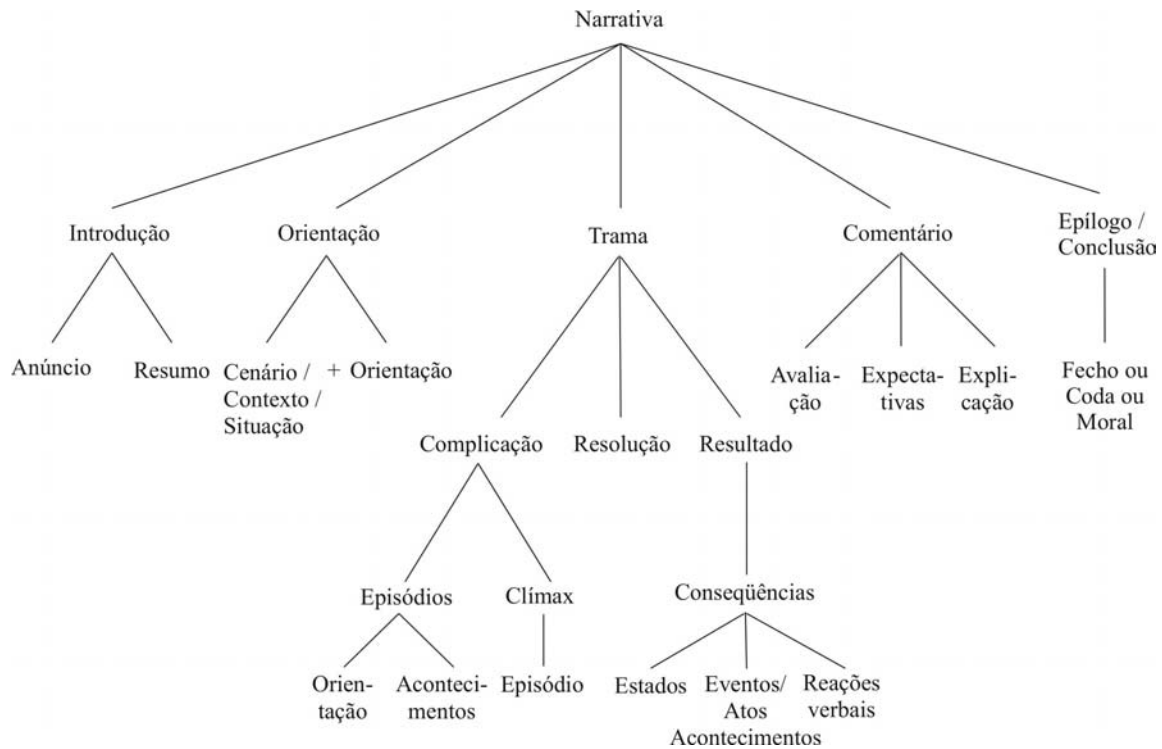 Narrativa
Introdução
Orientação
Trama
Comentário
Epílogo /
Conclusão
Anúncio
Resumo
Cenário /
Contexto /
Situação
+ Orientação
Avalia-
ção
Expecta-
tivas
Expli-
cação
Fecho ou
Coda ou
Moral
Complicação
Resolução
Resultado
Episódios
Clímax
Conseqüências
Orien-
tação
Aconteci-
mentos
Episódio
Estados
Eventos/
Atos
Acontecimentos
Reações
verbais